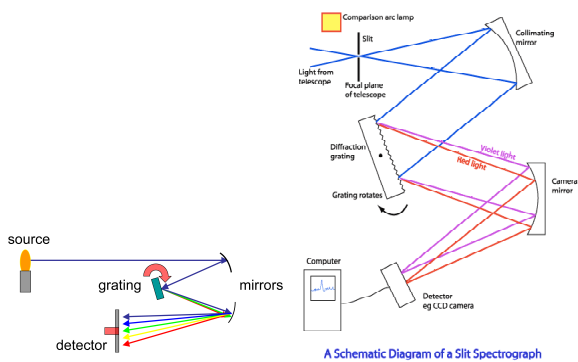 Comparison arc lamp
Slit
Collimating
mirror
Light from
telescope
Focal plane
of telescope
Diffraction
grating
Violet light
Red light
Grating rotates
Camera
mirror
Computer
Detector
eg CCD camera
A Schematic Diagram of a Slit Spectrograph
source
grating
mirrors
detector